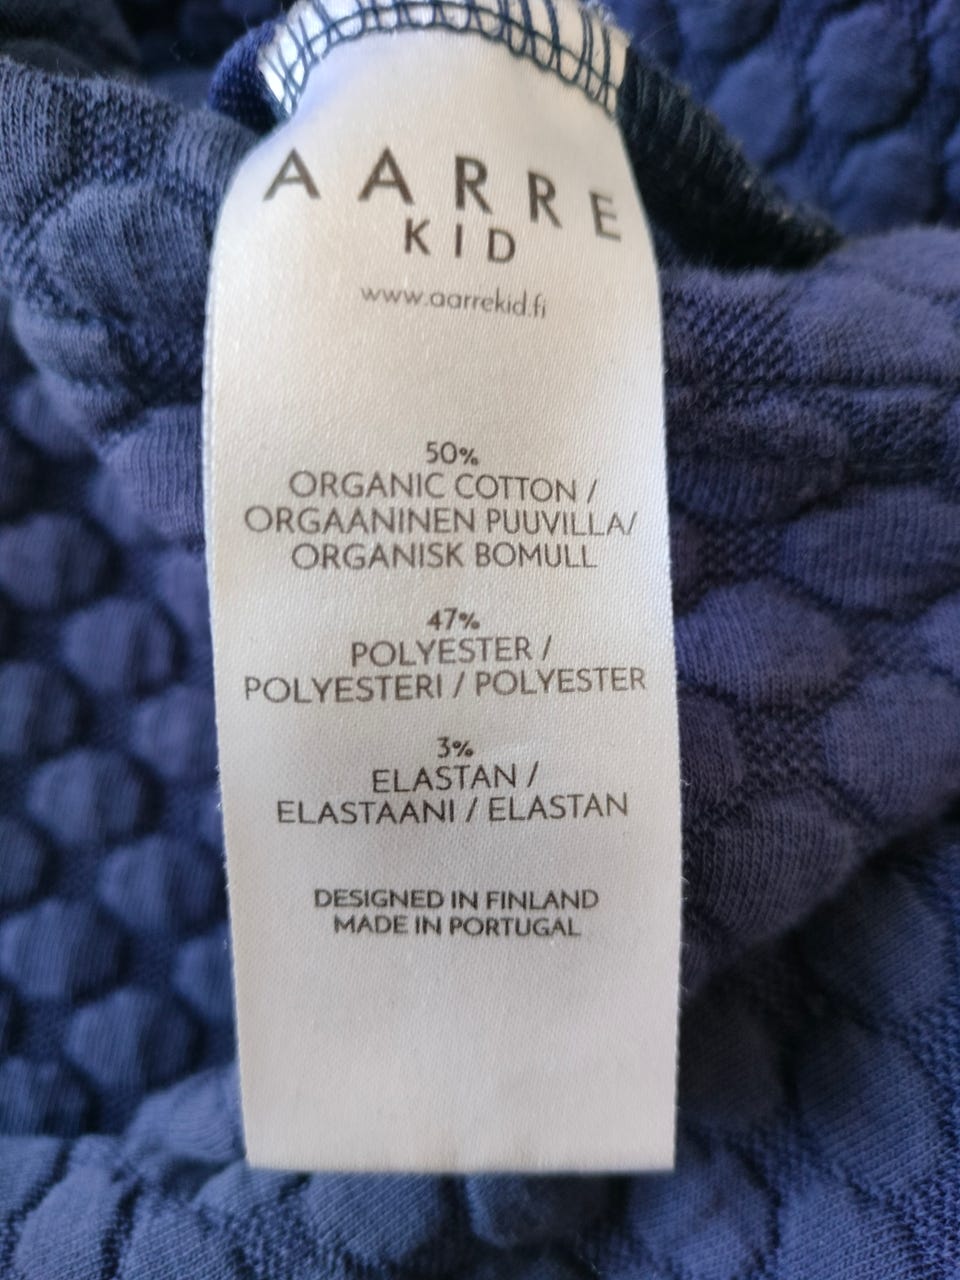 AARRE
KID
www.aarrekid.fi
50%
ORGANIC COTTON /
ORGAANINEN PUUVILLA/
ORGANISK BOMULL
47%
POLYESTER /
POLYESTERI / POLYESTER
3%
ELASTAN /
ELASTAANI / ELASTAN
DESIGNED IN FINLAND
MADE IN PORTUGAL